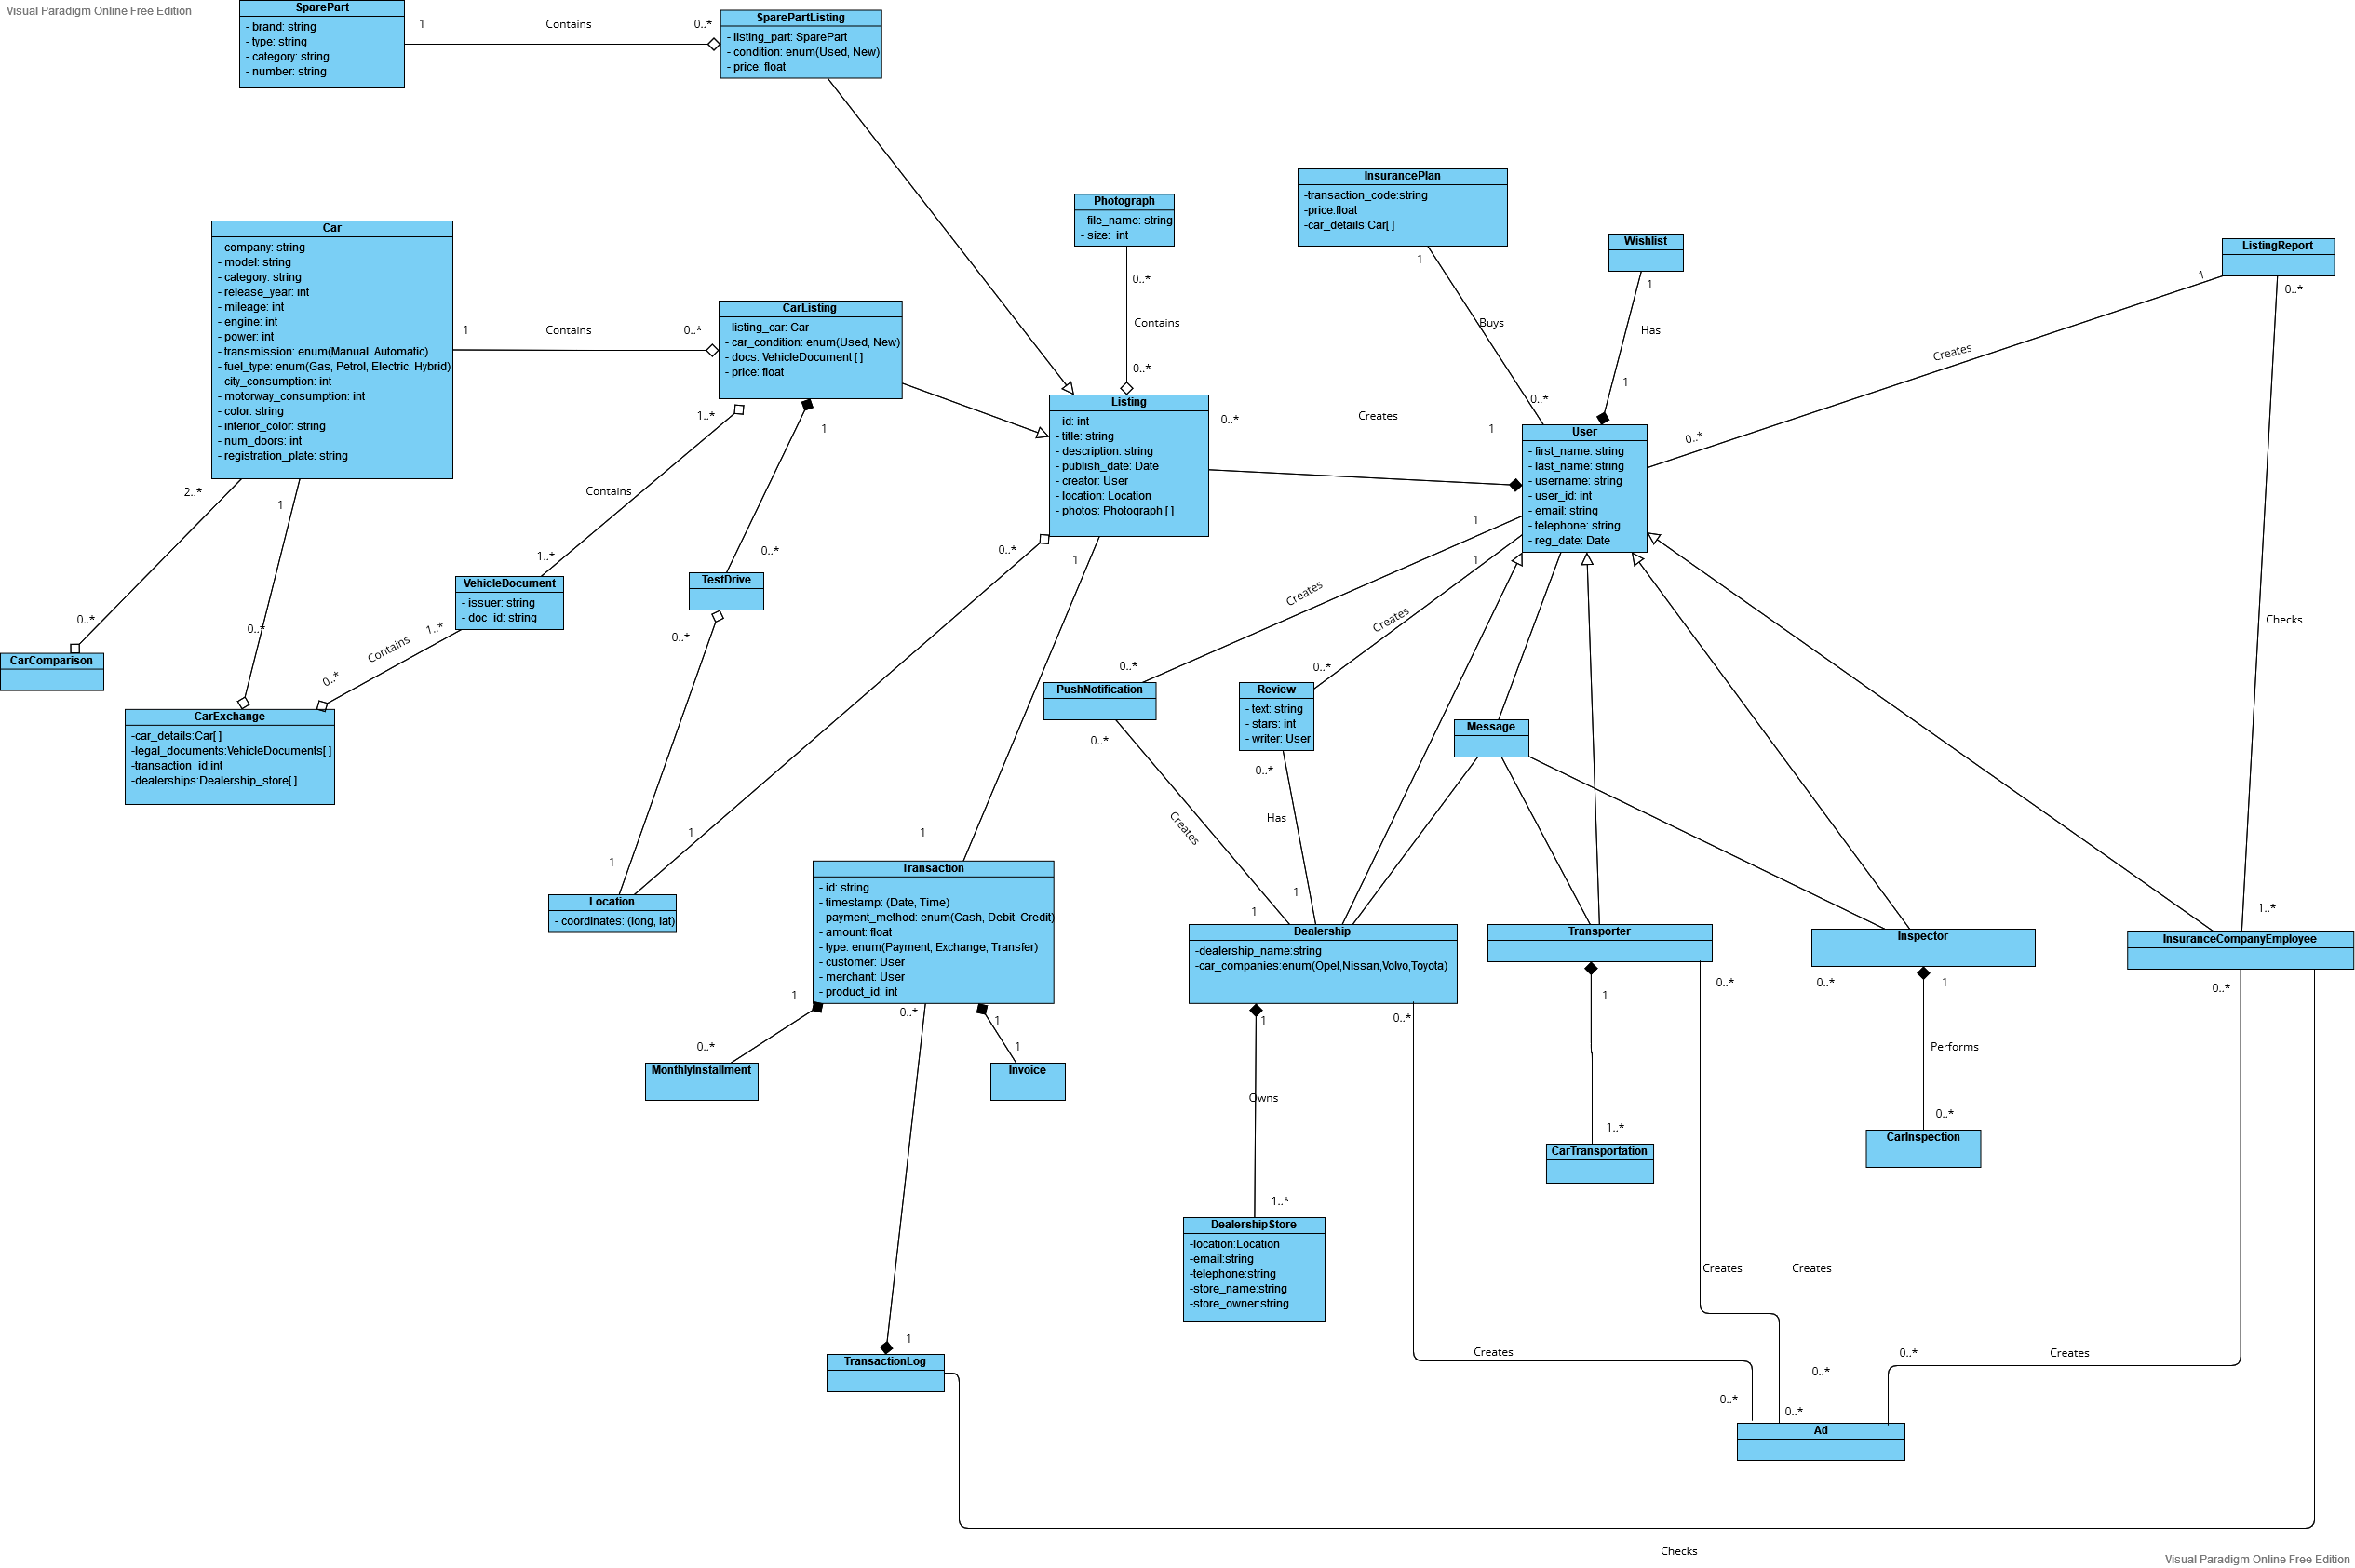 Visual Paradigm Online Free Edition
SparePart
- brand: string
- type: string
- category: string
- number: string
1
Contains
0..*
SparePartListing
- listing_part: SparePart
- condition: enum(Used, New)
- price: float
Photograph
- file_name: string
- size: int
0..*
Contains
0..*
InsurancePlan
-transaction_code:string
-price:float
-car_details:Car[ ]
1
Buys
0..*
Wishlist
1
Has
1
ListingReport
1
0..*
Creates
0..*
Checks
1..*
Car
- company: string
- model: string
- category: string
- release_year: int
- mileage: int
- engine: int
- power: int
- transmission: enum(Manual, Automatic)
- fuel_type: enum(Gas, Petrol, Electric, Hybrid)
- city_consumption: int
- motorway_consumption: int
- color: string
- interior_color: string
- num_doors: int
- registration_plate: string
1
Contains
0..*
CarListing
- listing_car: Car
- car_condition: enum(Used, New)
- docs: VehicleDocument [ ]
- price: float
1..*
1
Contains
1..*
0..*
Listing
- id: int
- title: string
- description: string
- publish_date: Date
- creator: User
- location: Location
- photos: Photograph [ ]
0..*
Creates
1
User
- first_name: string
- last_name: string
- username: string
- user_id: int
- email: string
- telephone: string
- reg_date: Date
2..*
1
0..*
0..*
0..*
1
1
1
Creates
Creates
0..*
0..*
VehicleDocument
- issuer: string
- doc_id: string
TestDrive
0..*
1..*
Contains
0..*
CarComparison
CarExchange
-car_details:Car[ ]
-legal_documents:VehicleDocuments[ ]
-transaction_id:int
-dealerships:Dealership_store[ ]
PushNotification
Review
- text: string
- stars: int
- writer: User
Message
0..*
0..*
Creates
Has
1
1
1
1
1
Location
- coordinates: (long, lat)
Transaction
- id: string
- timestamp: (Date, Time)
- payment_method: enum(Cash, Debit, Credit)
- amount: float
- type: enum(Payment, Exchange, Transfer)
- customer: User
- merchant: User
- product_id: int
Dealership
-dealership_name:string
-car_companies:enum(Opel,Nissan,Volvo,Toyota)
Transporter
Inspector
InsuranceCompanyEmployee
1
0..*
0..*
1
1
MonthlyInstallment
Invoice
1
0..*
1
0..*
0..*
1
0..*
Owns
Performs
1..*
0..*
1..*
CarTransportation
CarInspection
DealershipStore
-location:Location
-email:string
-telephone:string
-store_name:string
-store_owner:string
Creates
Creates
1
TransactionLog
Creates
0..*
Creates
0..*
0..*
0..*
Ad
Checks
Visual Paradigm Online Free Edition